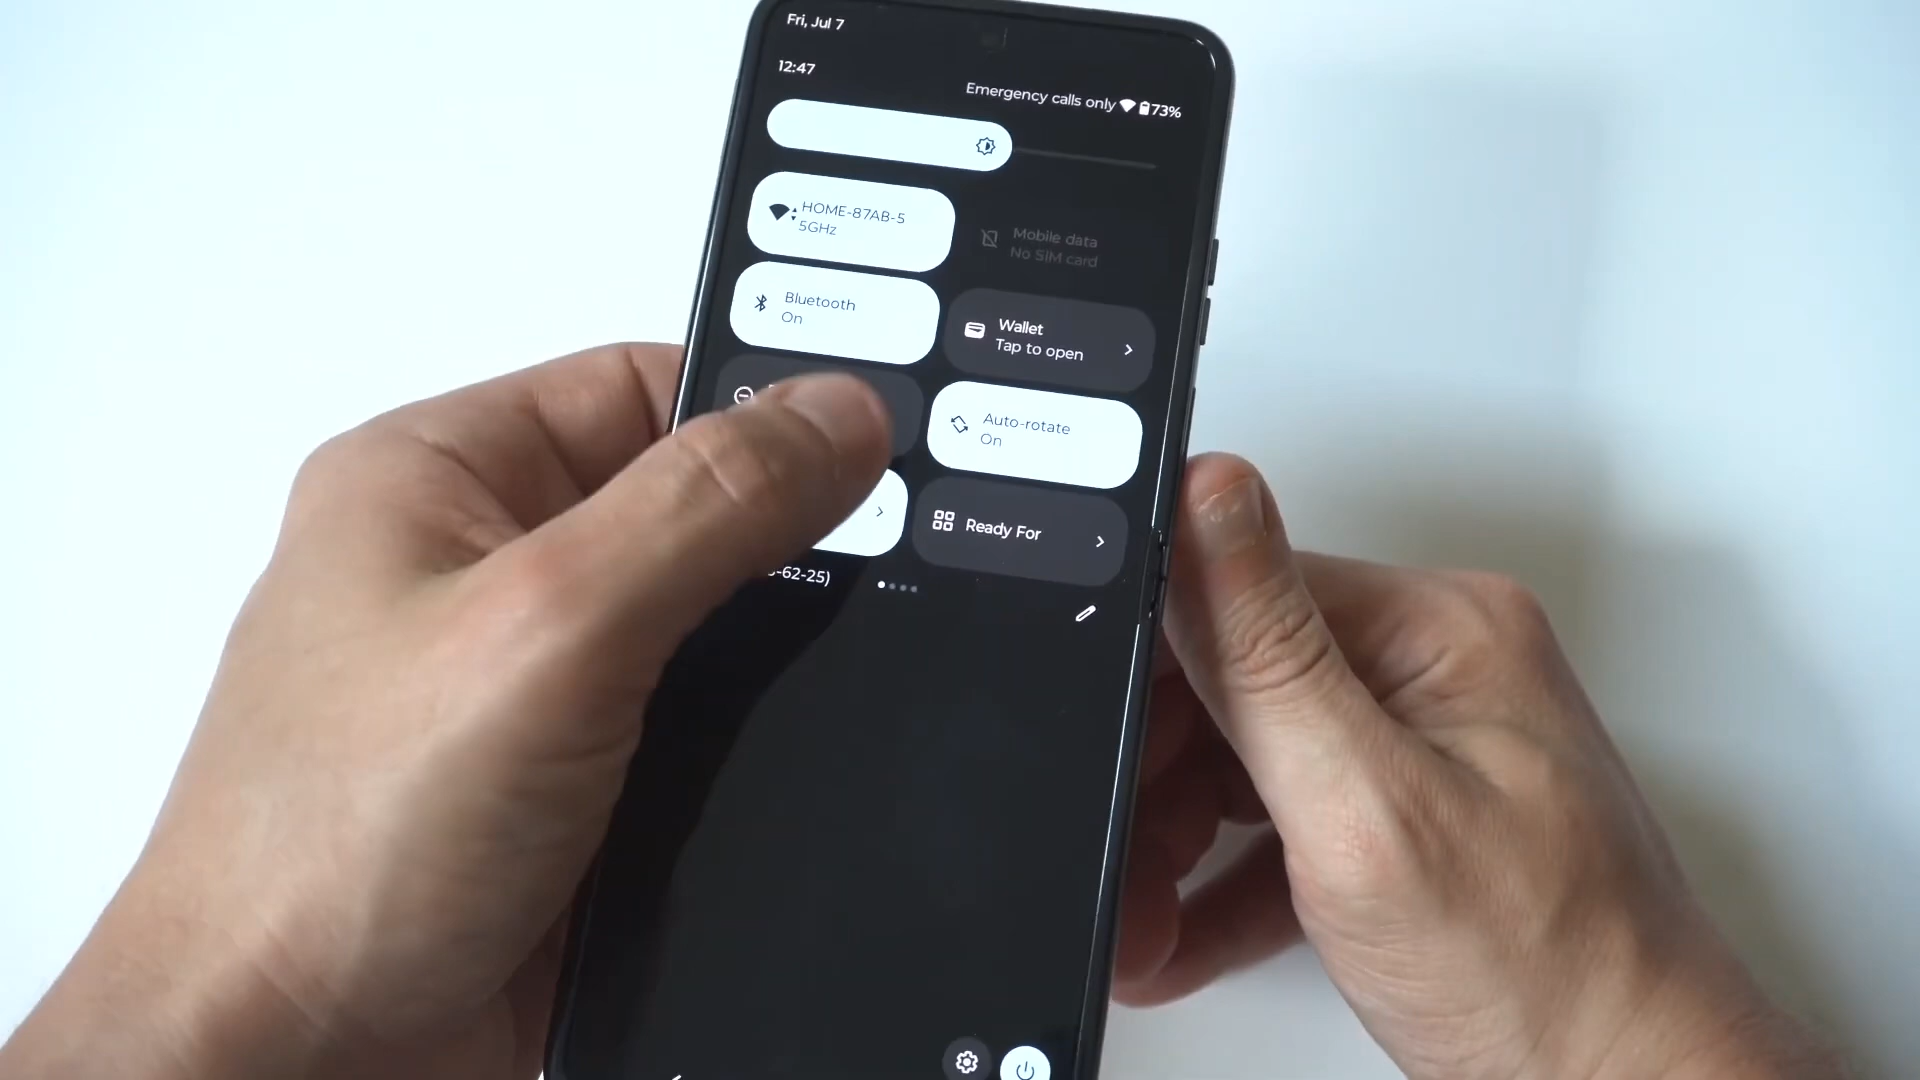 Fri, Jul 7
12:47
Emergency calls only 73%
HOME-87AB-5
5GHz
Mobile data
No SIM card
Bluetooth
On
Wallet
Tap to open
Auto-rotate
On
Ready For
-62-25)